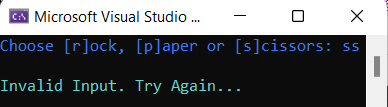 Microsoft Visual Studio ...
Choose [r]ock, [p]aper or [s]cissors: ss
Invalid Input. Try Again...